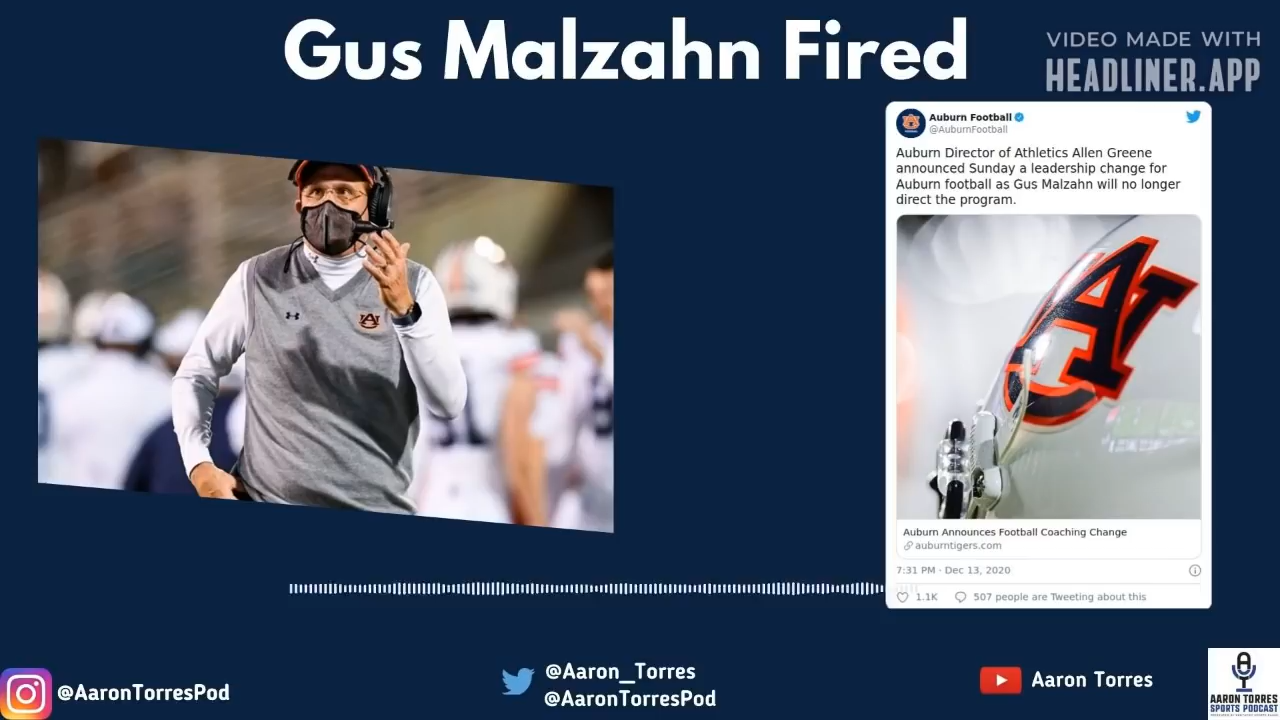 Gus Malzahn Fired
VIDEO MADE WITH
HEADLINER.APP
Auburn Football
@AuburnFootball
Auburn Director of Athletics Allen Greene
announced Sunday a leadership change for
Auburn football as Gus Malzahn will no longer
direct the program.
Auburn Announces Football Coaching Change
auburntigers.com
7:31 PM · Dec 13, 2020
1.1K 507 people are Tweeting about this
@AaronTorresPod
@Aaron_Torres
@AaronTorresPod
Aaron Torres
AARON TORRES
SPORTS PODCAST